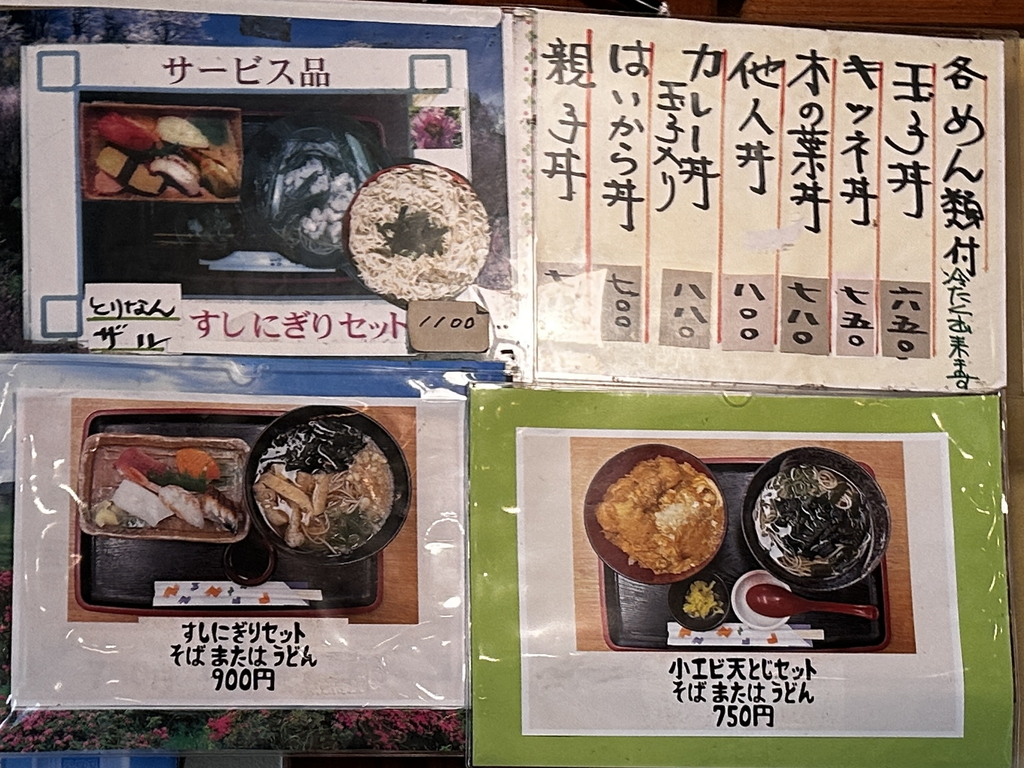 サービス品
とりなん
ザル
すしにぎりセット
1100
各めん類付
冷たく出来ます
玉子丼 六五〇
キツネ丼 七五〇
木の葉丼 七八〇
他人丼 八〇〇
カレー丼 玉子入り 八八〇
はいから丼 七〇〇
親子丼 七
すしにぎりセット
そば または うどん
900円
小エビ天とじセット
そば または うどん
750円